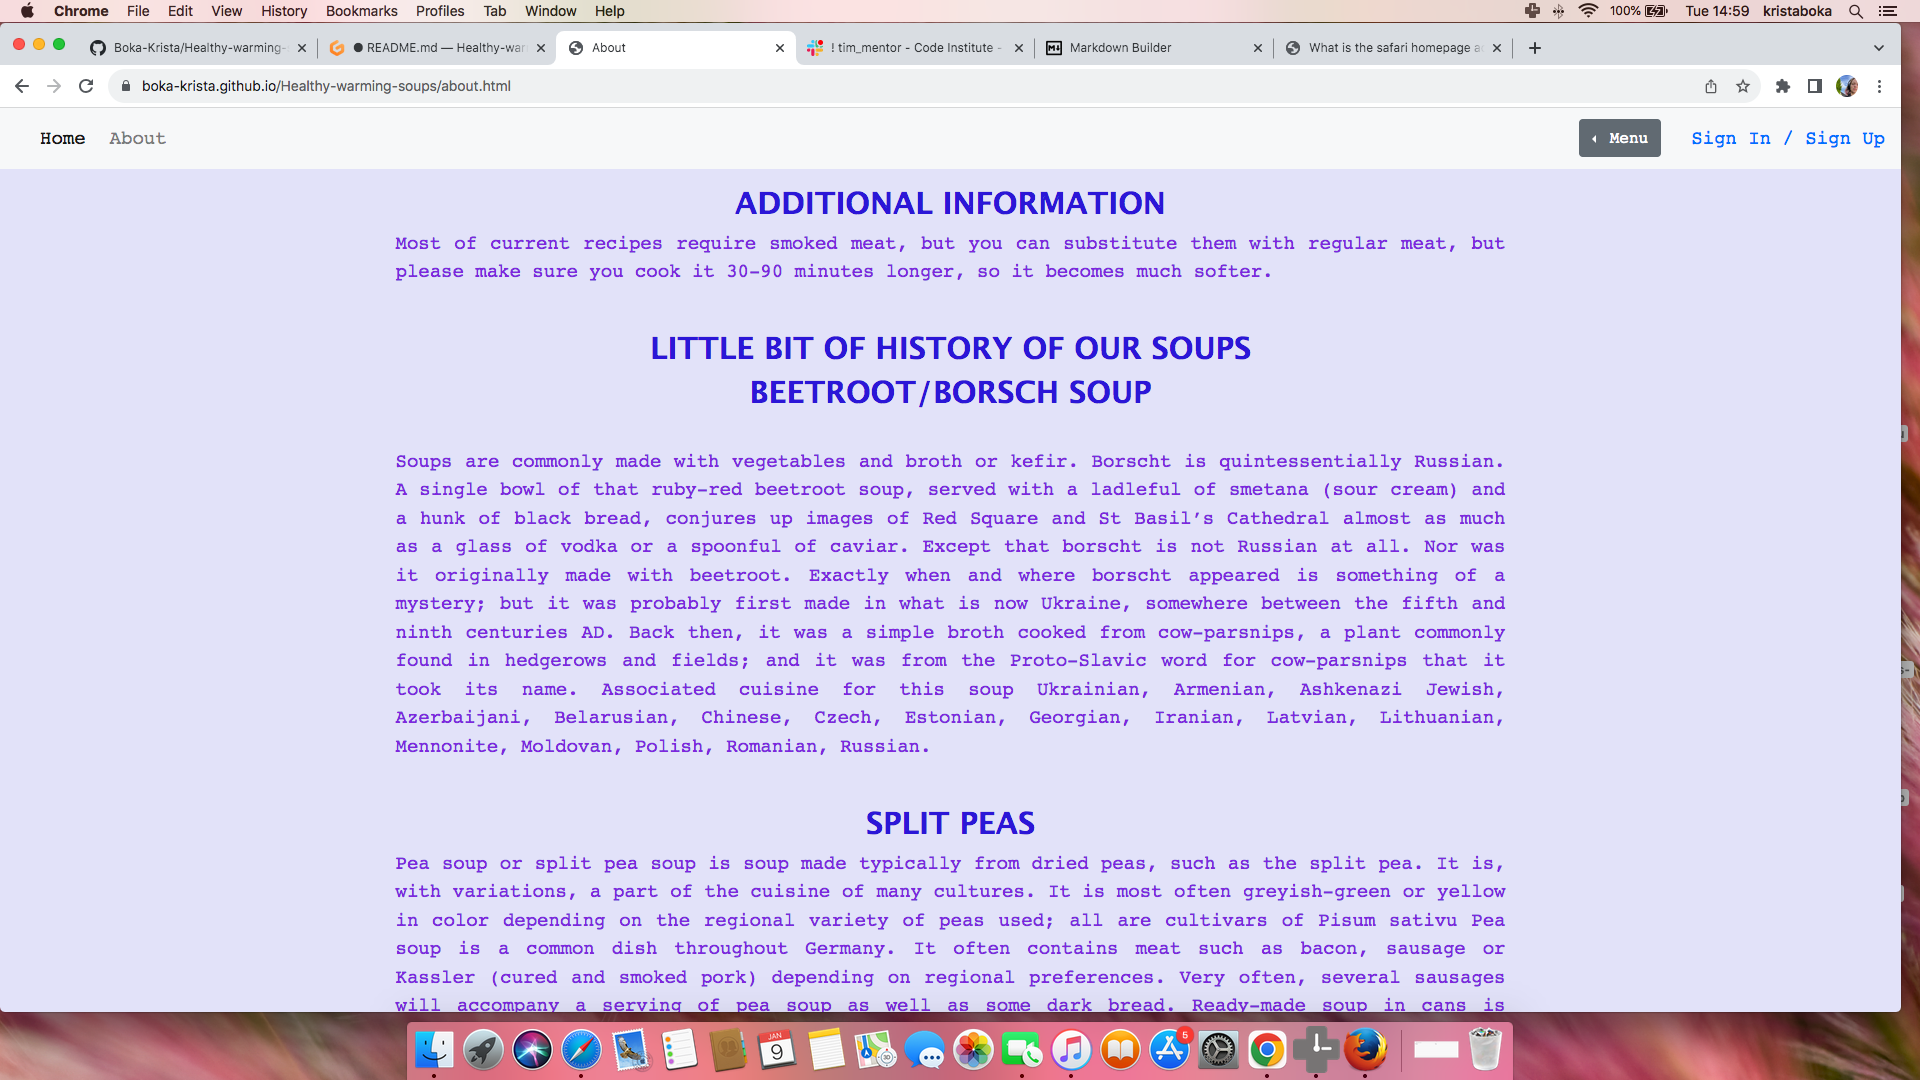 Chrome File Edit View History Bookmarks Profiles Tab Window Help 100% Tue 14:59 kristaboka
Boka-Krista/Healthy-warming- README.md — Healthy-war About ! tim_mentor - Code Institute - Markdown Builder What is the safari homepage a
boka-krista.github.io/Healthy-warming-soups/about.html
Home About Menu Sign In / Sign Up
ADDITIONAL INFORMATION
Most of current recipes require smoked meat, but you can substitute them with regular meat, but
please make sure you cook it 30-90 minutes longer, so it becomes much softer.
LITTLE BIT OF HISTORY OF OUR SOUPS
BEETROOT/BORSCH SOUP
Soups are commonly made with vegetables and broth or kefir. Borscht is quintessentially Russian.
A single bowl of that ruby-red beetroot soup, served with a ladleful of smetana (sour cream) and
a hunk of black bread, conjures up images of Red Square and St Basil’s Cathedral almost as much
as a glass of vodka or a spoonful of caviar. Except that borscht is not Russian at all. Nor was
it originally made with beetroot. Exactly when and where borscht appeared is something of a
mystery; but it was probably first made in what is now Ukraine, somewhere between the fifth and
ninth centuries AD. Back then, it was a simple broth cooked from cow-parsnips, a plant commonly
found in hedgerows and fields; and it was from the Proto-Slavic word for cow-parsnips that it
took its name. Associated cuisine for this soup Ukrainian, Armenian, Ashkenazi Jewish,
Azerbaijani, Belarusian, Chinese, Czech, Estonian, Georgian, Iranian, Latvian, Lithuanian,
Mennonite, Moldovan, Polish, Romanian, Russian.
SPLIT PEAS
Pea soup or split pea soup is soup made typically from dried peas, such as the split pea. It is,
with variations, a part of the cuisine of many cultures. It is most often greyish-green or yellow
in color depending on the regional variety of peas used; all are cultivars of Pisum sativu Pea
soup is a common dish throughout Germany. It often contains meat such as bacon, sausage or
Kassler (cured and smoked pork) depending on regional preferences. Very often, several sausages
will accompany a serving of pea soup as well as some dark bread. Ready-made soup in cans is
JAN
9
5